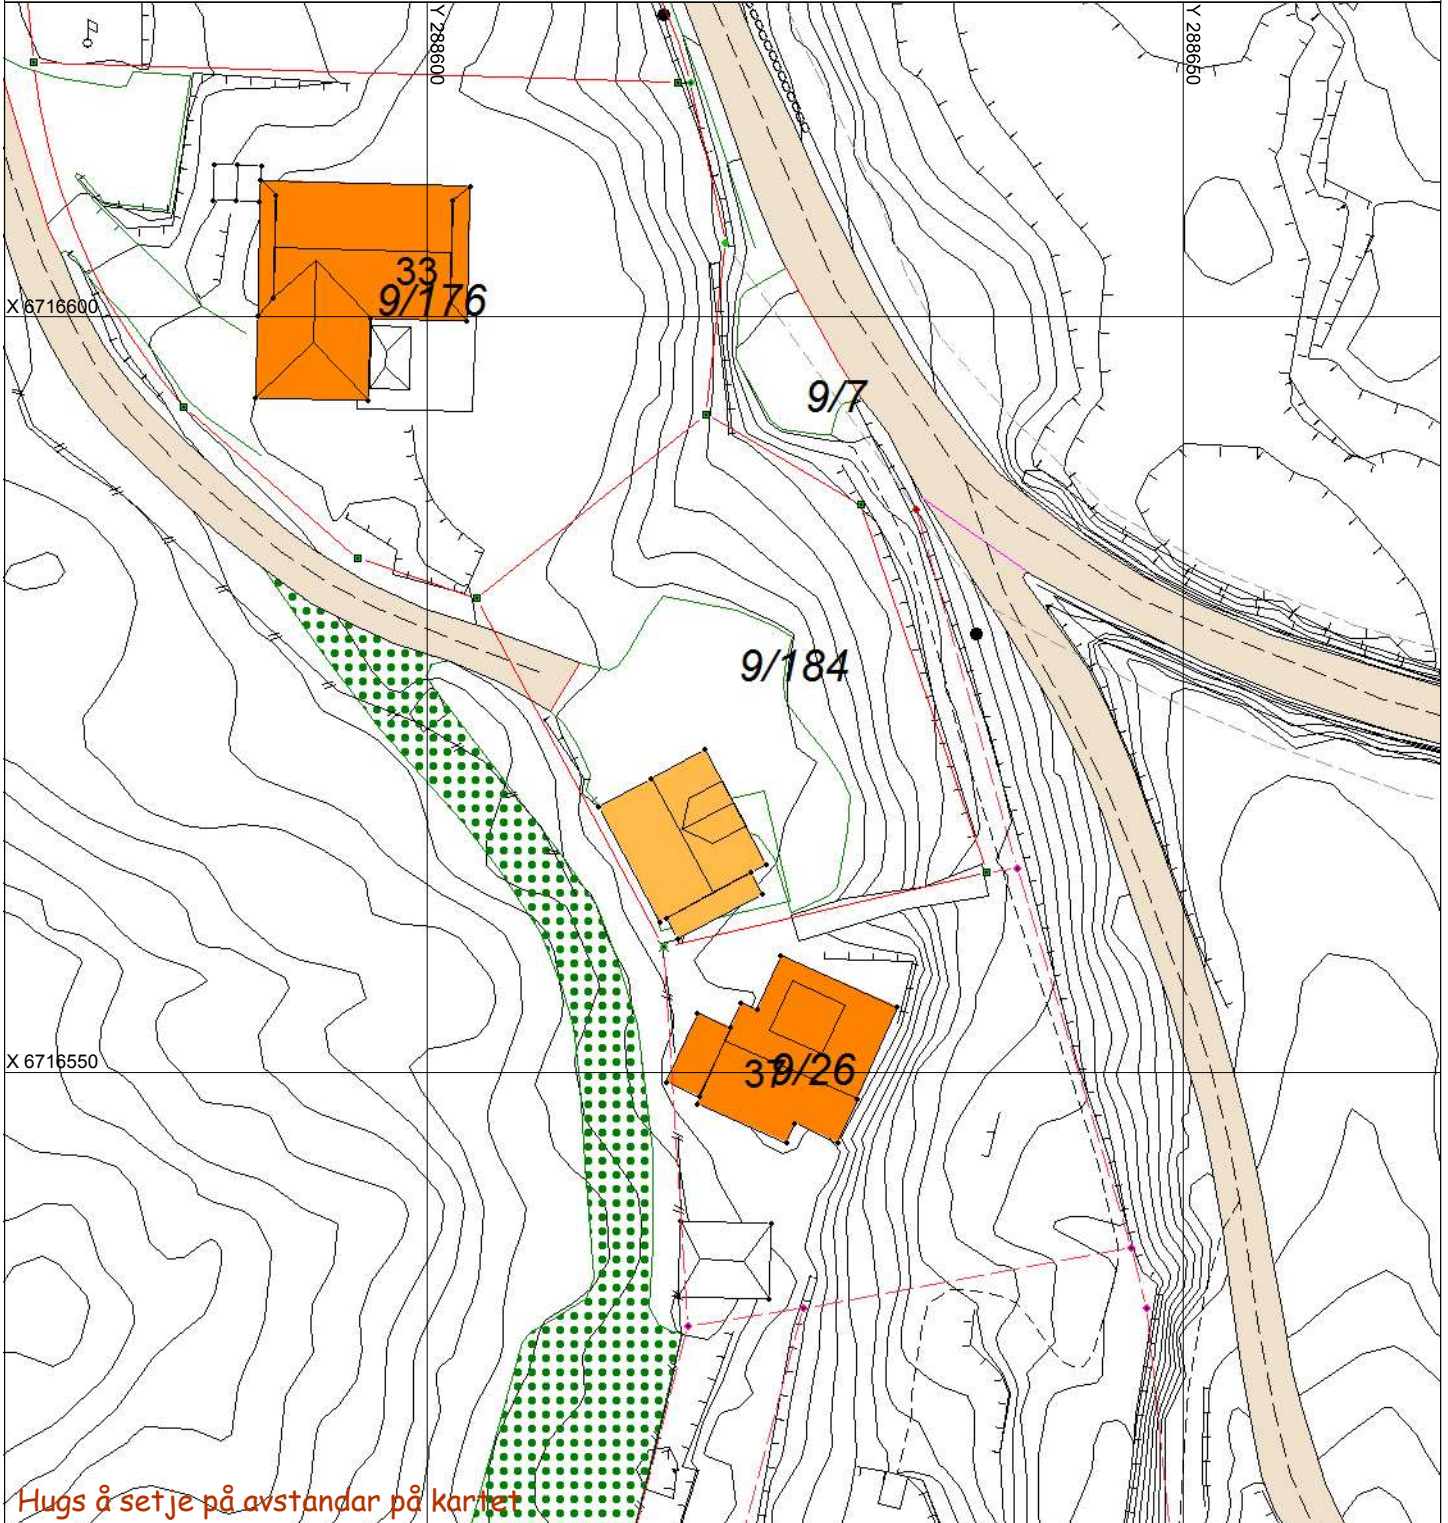 Y 288600
Y 288650
33
9/176
X 6716600
9/7
9/184
X 6716550
37
9/26
Hugs å setje på avstandar på kartet